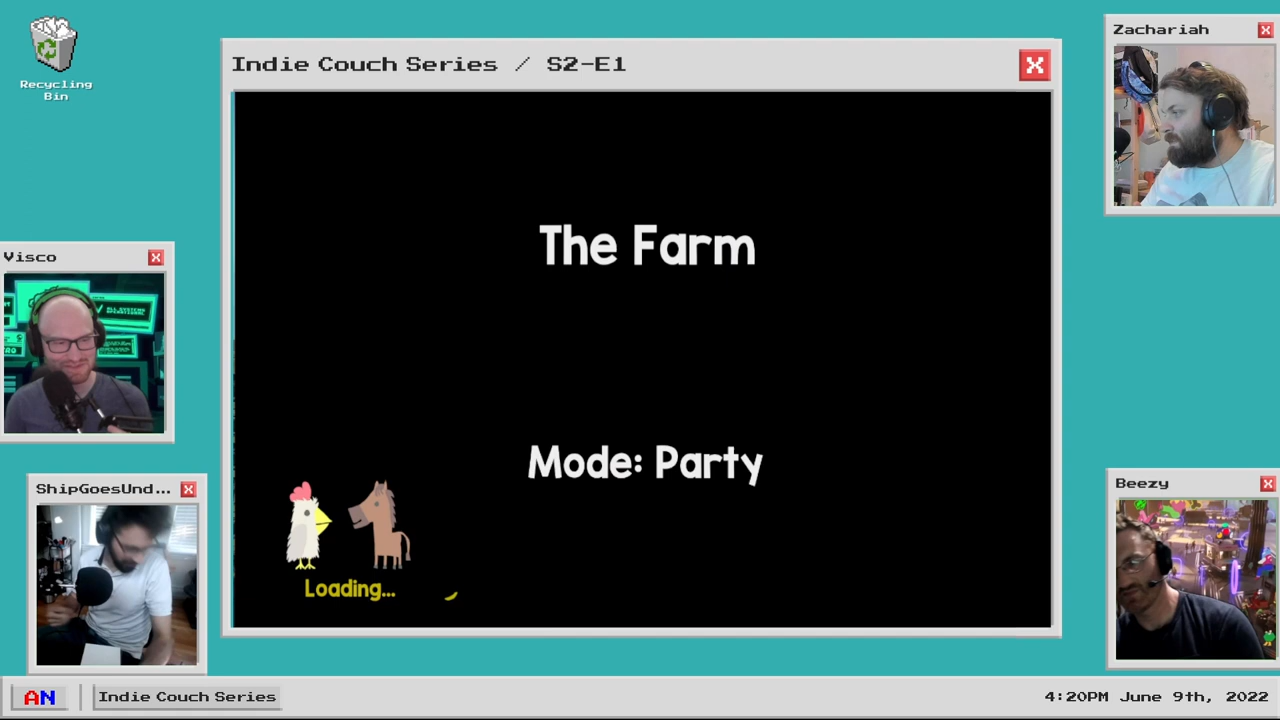 Recycling
Bin
Indie Couch Series / S2-E1
Zachariah
The Farm
Visco
Mode: Party
ShipGoesUnd...
Beezy
Loading...
AN
Indie Couch Series
4:20PM June 9th, 2022